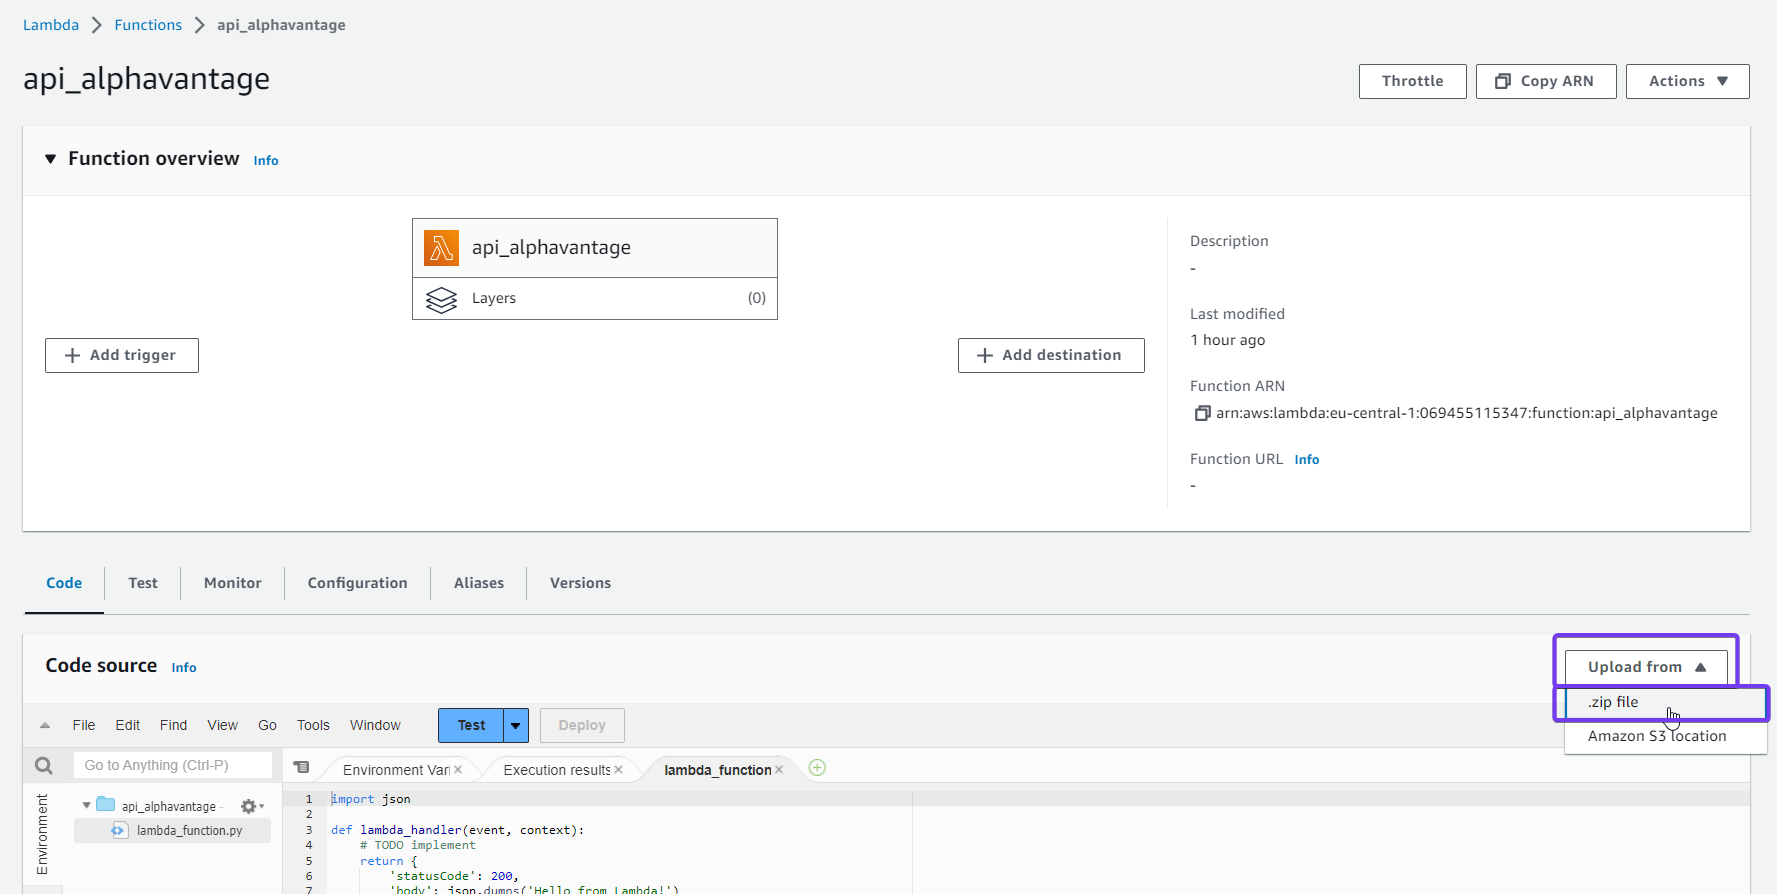 Lambda > Functions > api_alphavantage
api_alphavantage
Throttle
Copy ARN
Actions
Function overview Info
api_alphavantage
Layers (0)
Add trigger
Add destination
Description
-
Last modified
1 hour ago
Function ARN
arn:aws:lambda:eu-central-1:069455115347:function:api_alphavantage
Function URL Info
-
Code Test Monitor Configuration Aliases Versions
Code source Info
Upload from
.zip file
Amazon S3 location
File Edit Find View Go Tools Window Test Deploy
Go to Anything (Ctrl-P)
Environment Vari × Execution results × lambda_function ×
Environment
api_alphavantage -
lambda_function.py
1 import json
2
3 def lambda_handler(event, context):
4 # TODO implement
5 return {
6 'statusCode': 200,
7 'body': json.dumps('Hello from Lambda!')